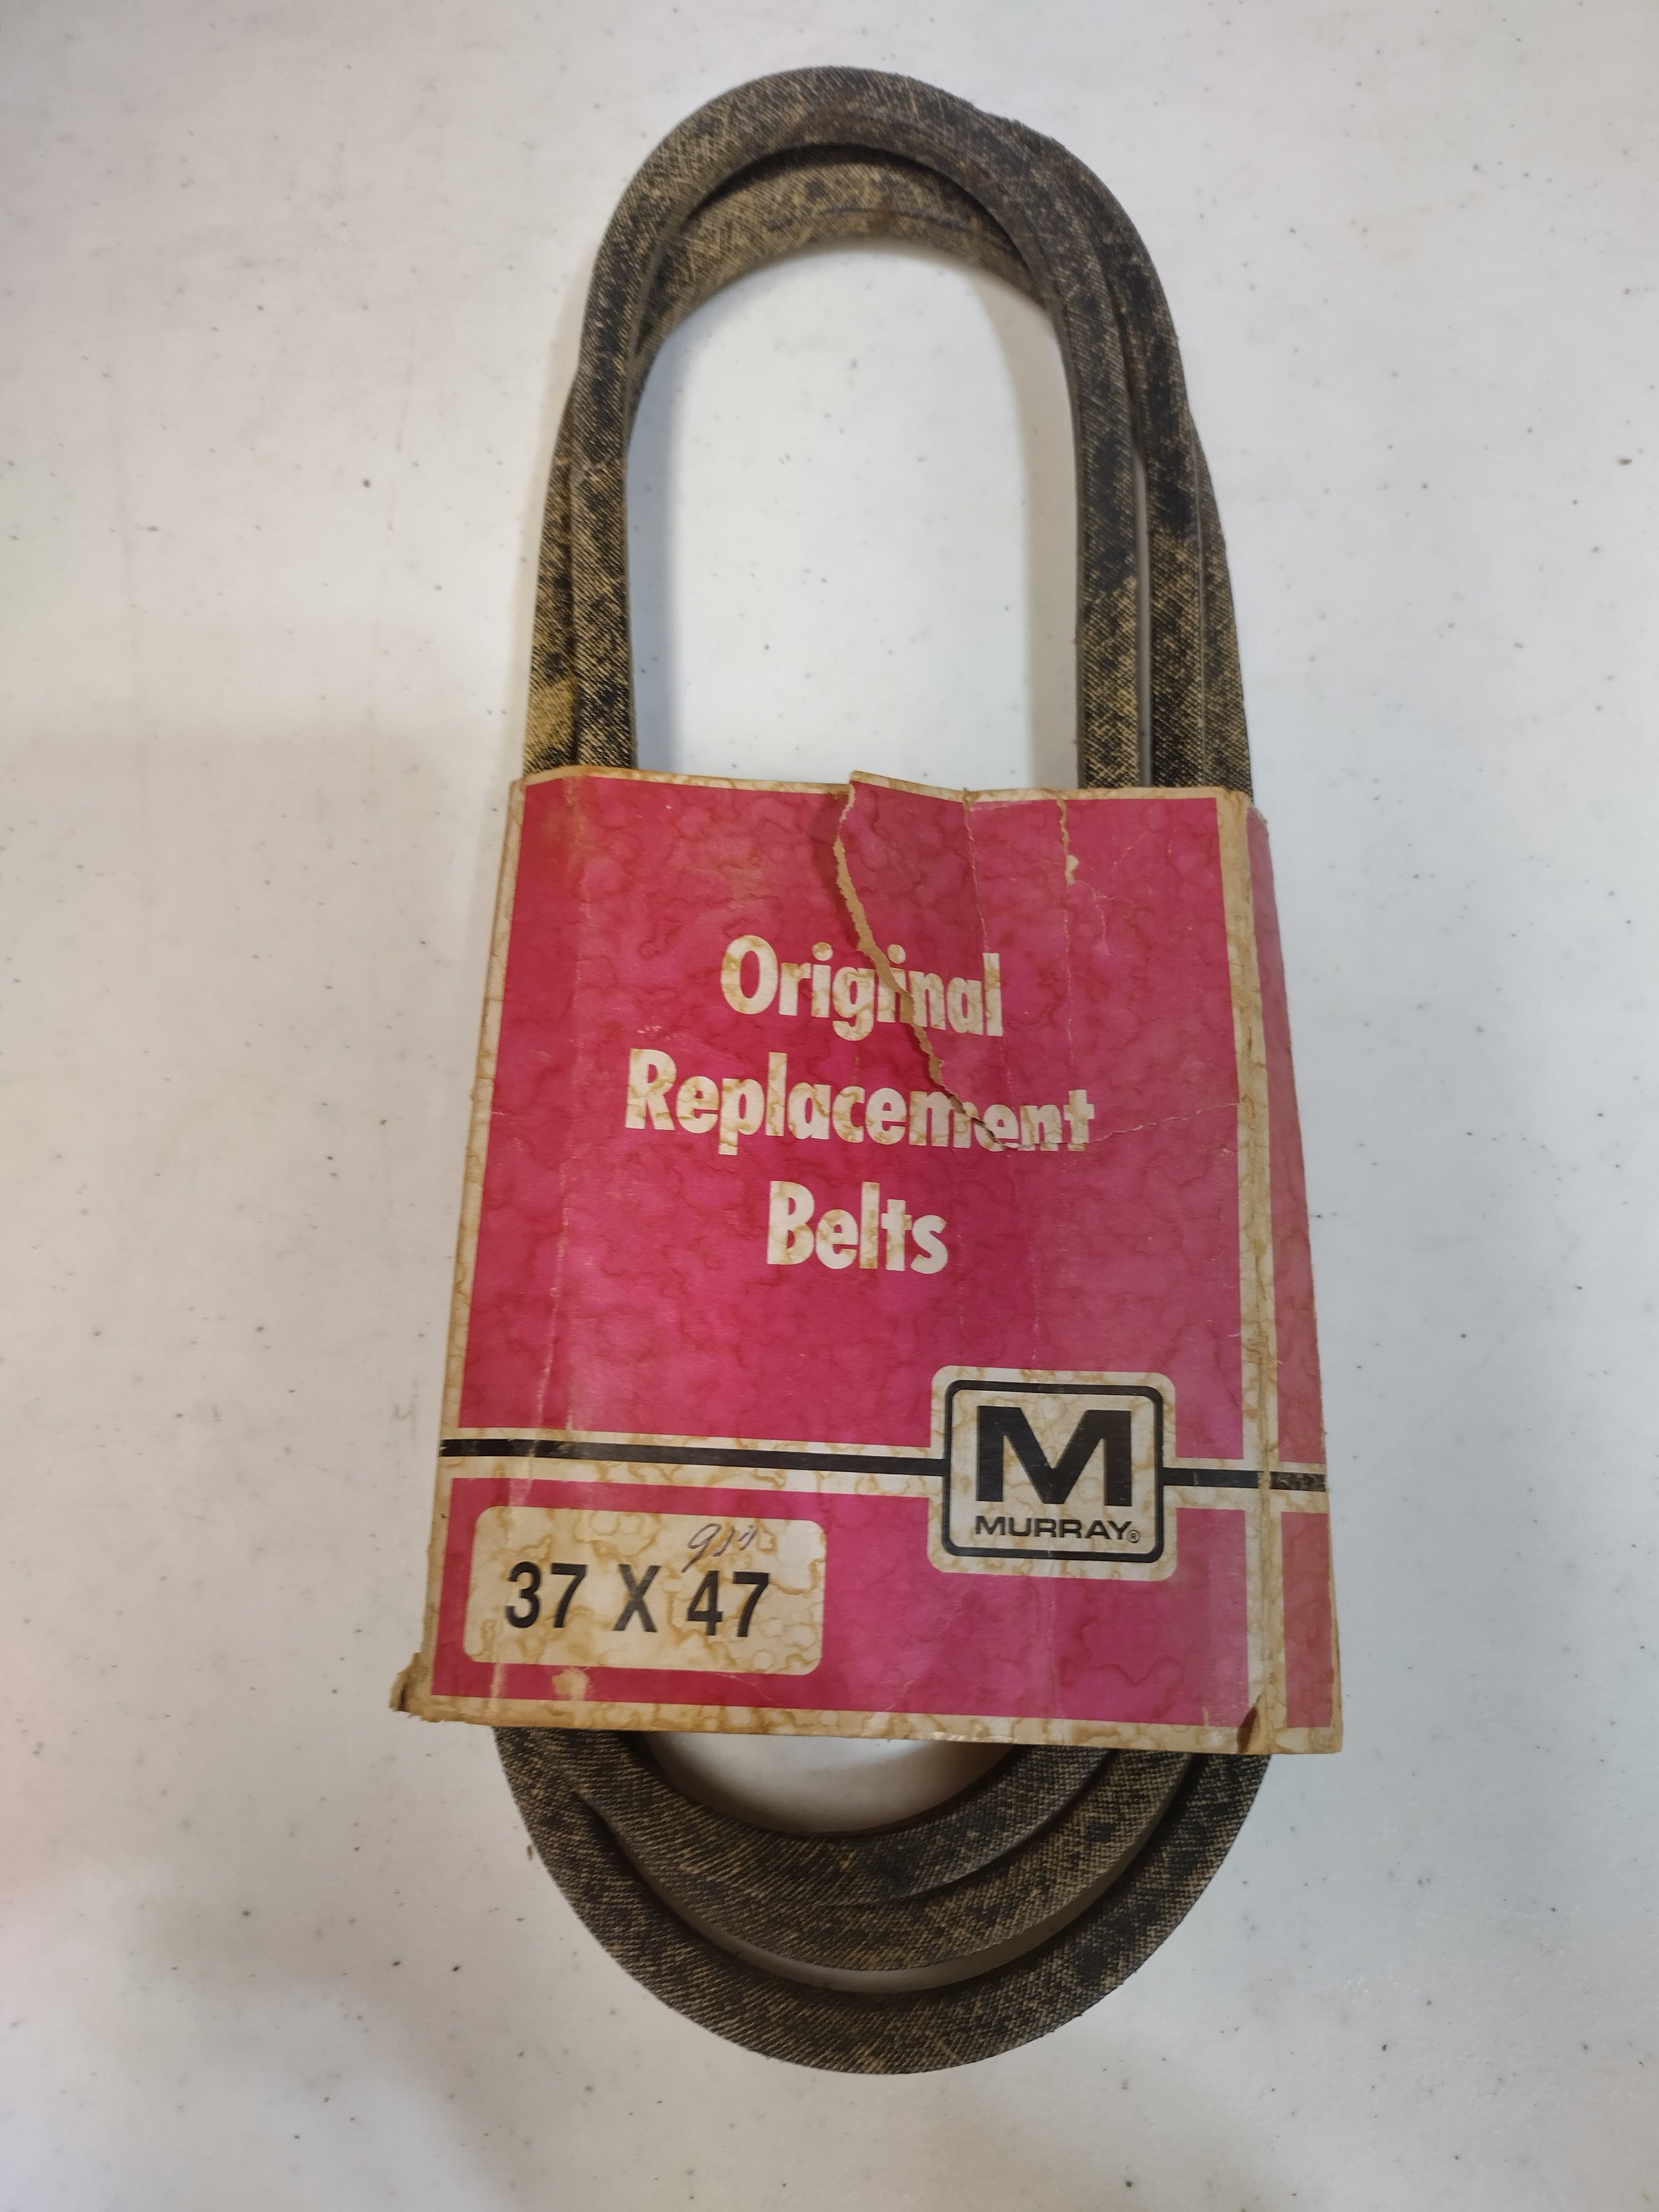 Original
Replacement
Belts
M
MURRAY®
37 X 47